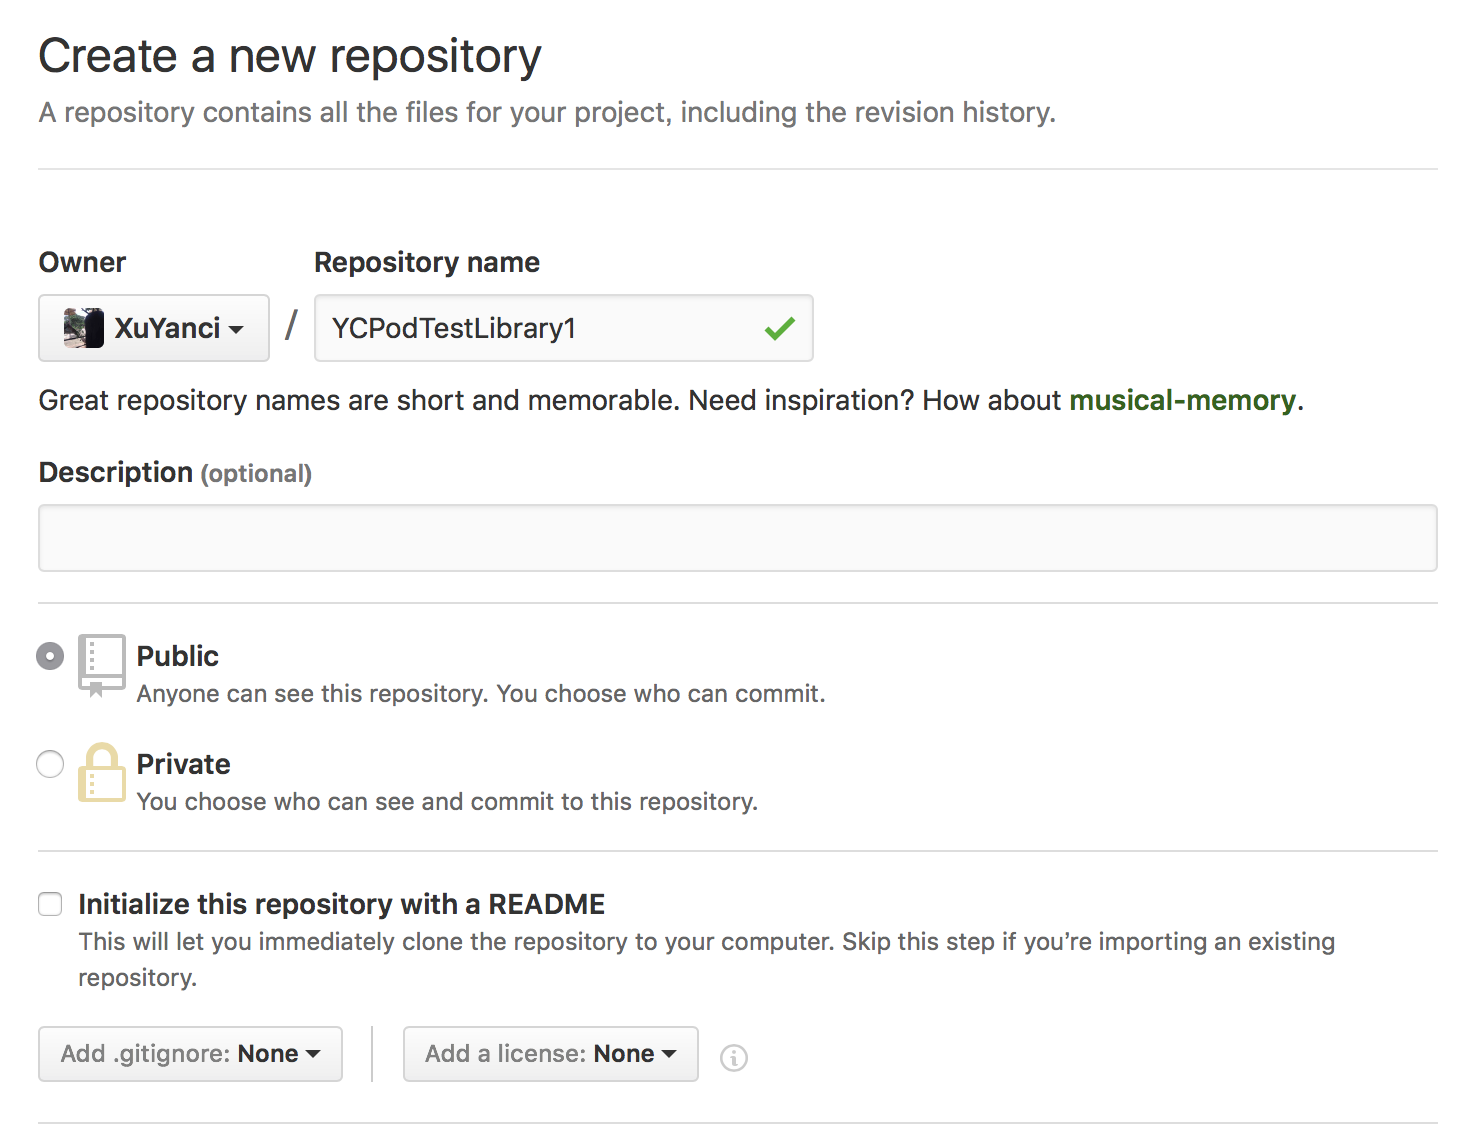 Create a new repository
A repository contains all the files for your project, including the revision history.
Owner
Repository name
XuYanci / YCPodTestLibrary1
Great repository names are short and memorable. Need inspiration? How about musical-memory.
Description (optional)
Public
Anyone can see this repository. You choose who can commit.
Private
You choose who can see and commit to this repository.
Initialize this repository with a README
This will let you immediately clone the repository to your computer. Skip this step if you’re importing an existing
repository.
Add .gitignore: None
Add a license: None